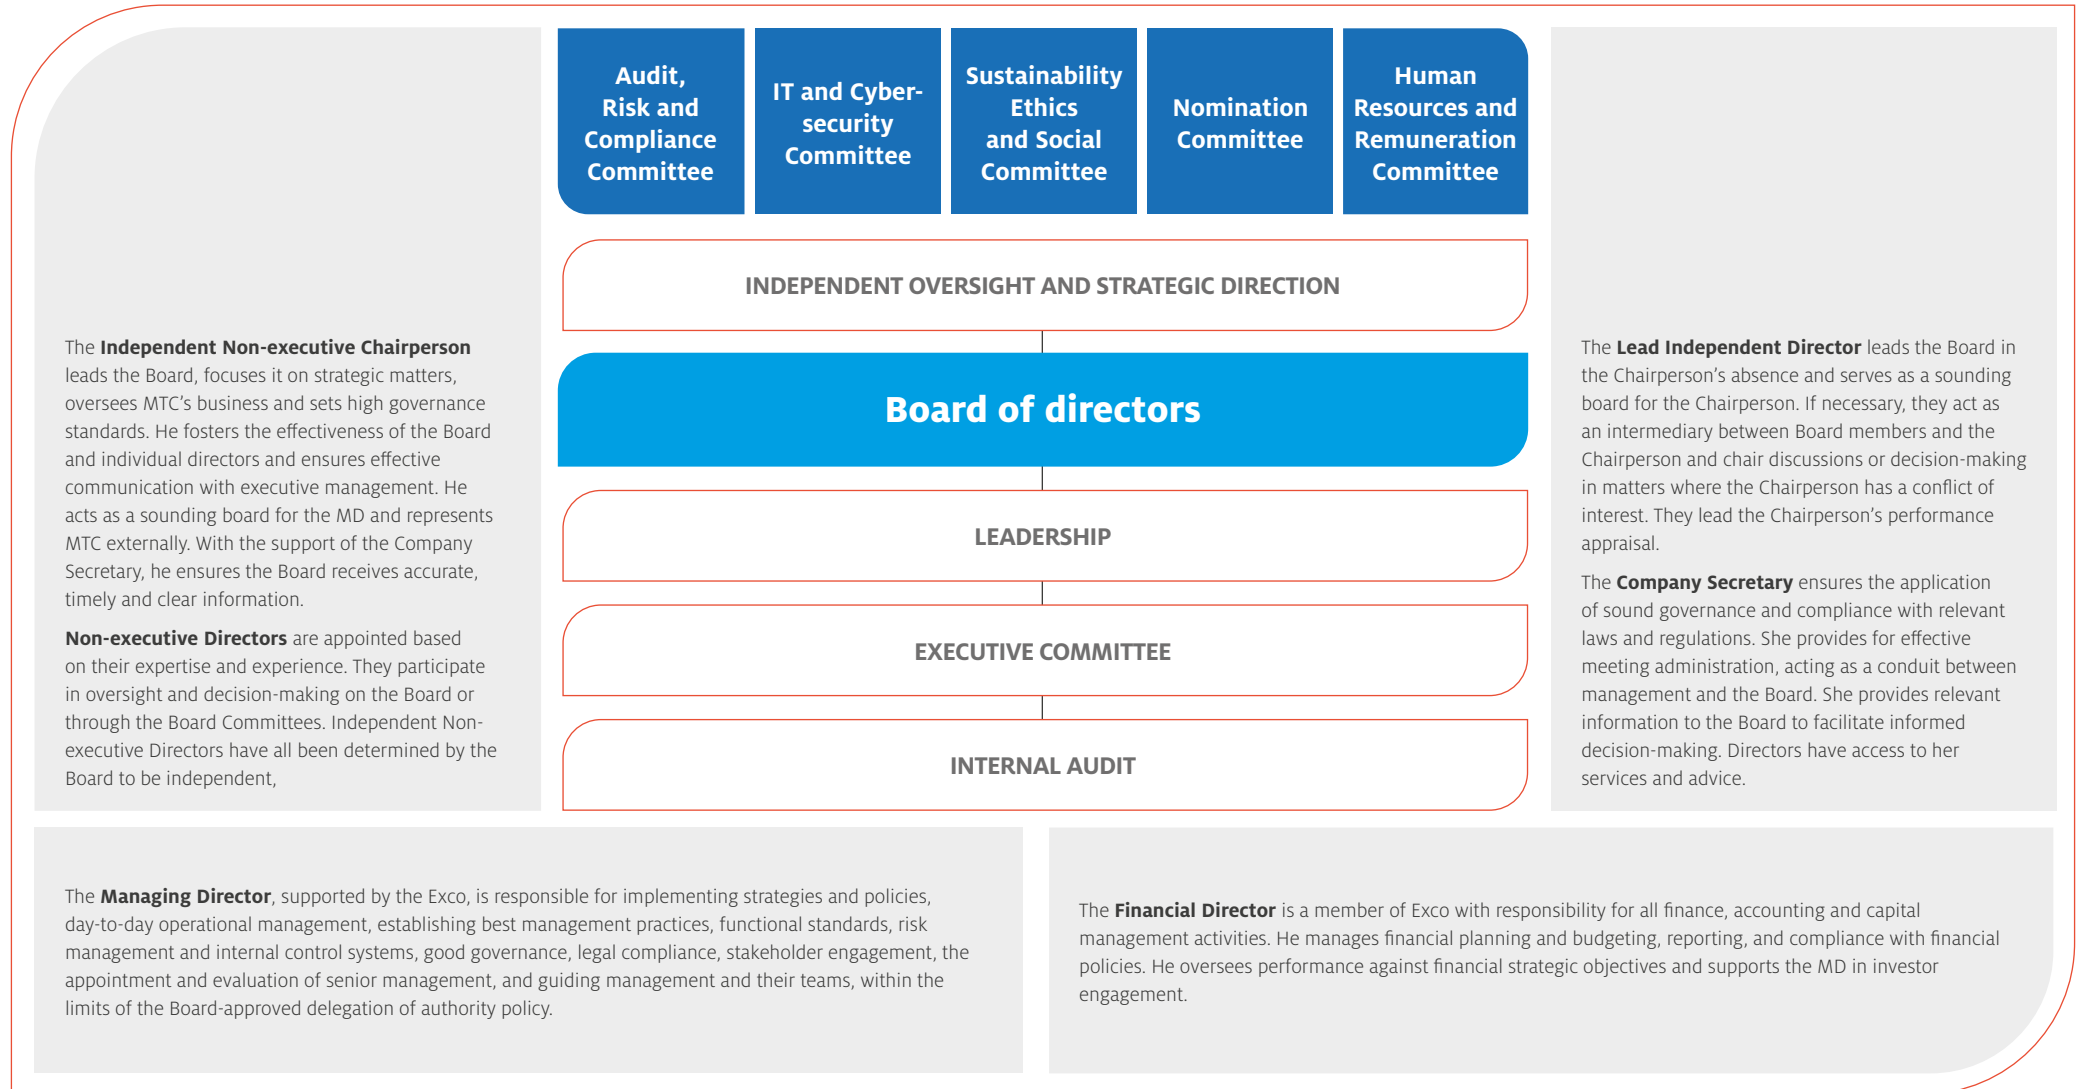 Audit,
Risk and
Compliance
Committee
IT and Cyber-
security
Committee
Sustainability
Ethics
and Social
Committee
Nomination
Committee
Human
Resources and
Remuneration
Committee
INDEPENDENT OVERSIGHT AND STRATEGIC DIRECTION
Board of directors
LEADERSHIP
EXECUTIVE COMMITTEE
INTERNAL AUDIT
The Independent Non-executive Chairperson
leads the Board, focuses it on strategic matters,
oversees MTC’s business and sets high governance
standards. He fosters the effectiveness of the Board
and individual directors and ensures effective
communication with executive management. He
acts as a sounding board for the MD and represents
MTC externally. With the support of the Company
Secretary, he ensures the Board receives accurate,
timely and clear information.
Non-executive Directors are appointed based
on their expertise and experience. They participate
in oversight and decision-making on the Board or
through the Board Committees. Independent Non-
executive Directors have all been determined by the
Board to be independent,
The Lead Independent Director leads the Board in
the Chairperson’s absence and serves as a sounding
board for the Chairperson. If necessary, they act as
an intermediary between Board members and the
Chairperson and chair discussions or decision-making
in matters where the Chairperson has a conflict of
interest. They lead the Chairperson’s performance
appraisal.
The Company Secretary ensures the application
of sound governance and compliance with relevant
laws and regulations. She provides for effective
meeting administration, acting as a conduit between
management and the Board. She provides relevant
information to the Board to facilitate informed
decision-making. Directors have access to her
services and advice.
The Managing Director, supported by the Exco, is responsible for implementing strategies and policies,
day-to-day operational management, establishing best management practices, functional standards, risk
management and internal control systems, good governance, legal compliance, stakeholder engagement, the
appointment and evaluation of senior management, and guiding management and their teams, within the
limits of the Board-approved delegation of authority policy.
The Financial Director is a member of Exco with responsibility for all finance, accounting and capital
management activities. He manages financial planning and budgeting, reporting, and compliance with financial
policies. He oversees performance against financial strategic objectives and supports the MD in investor
engagement.